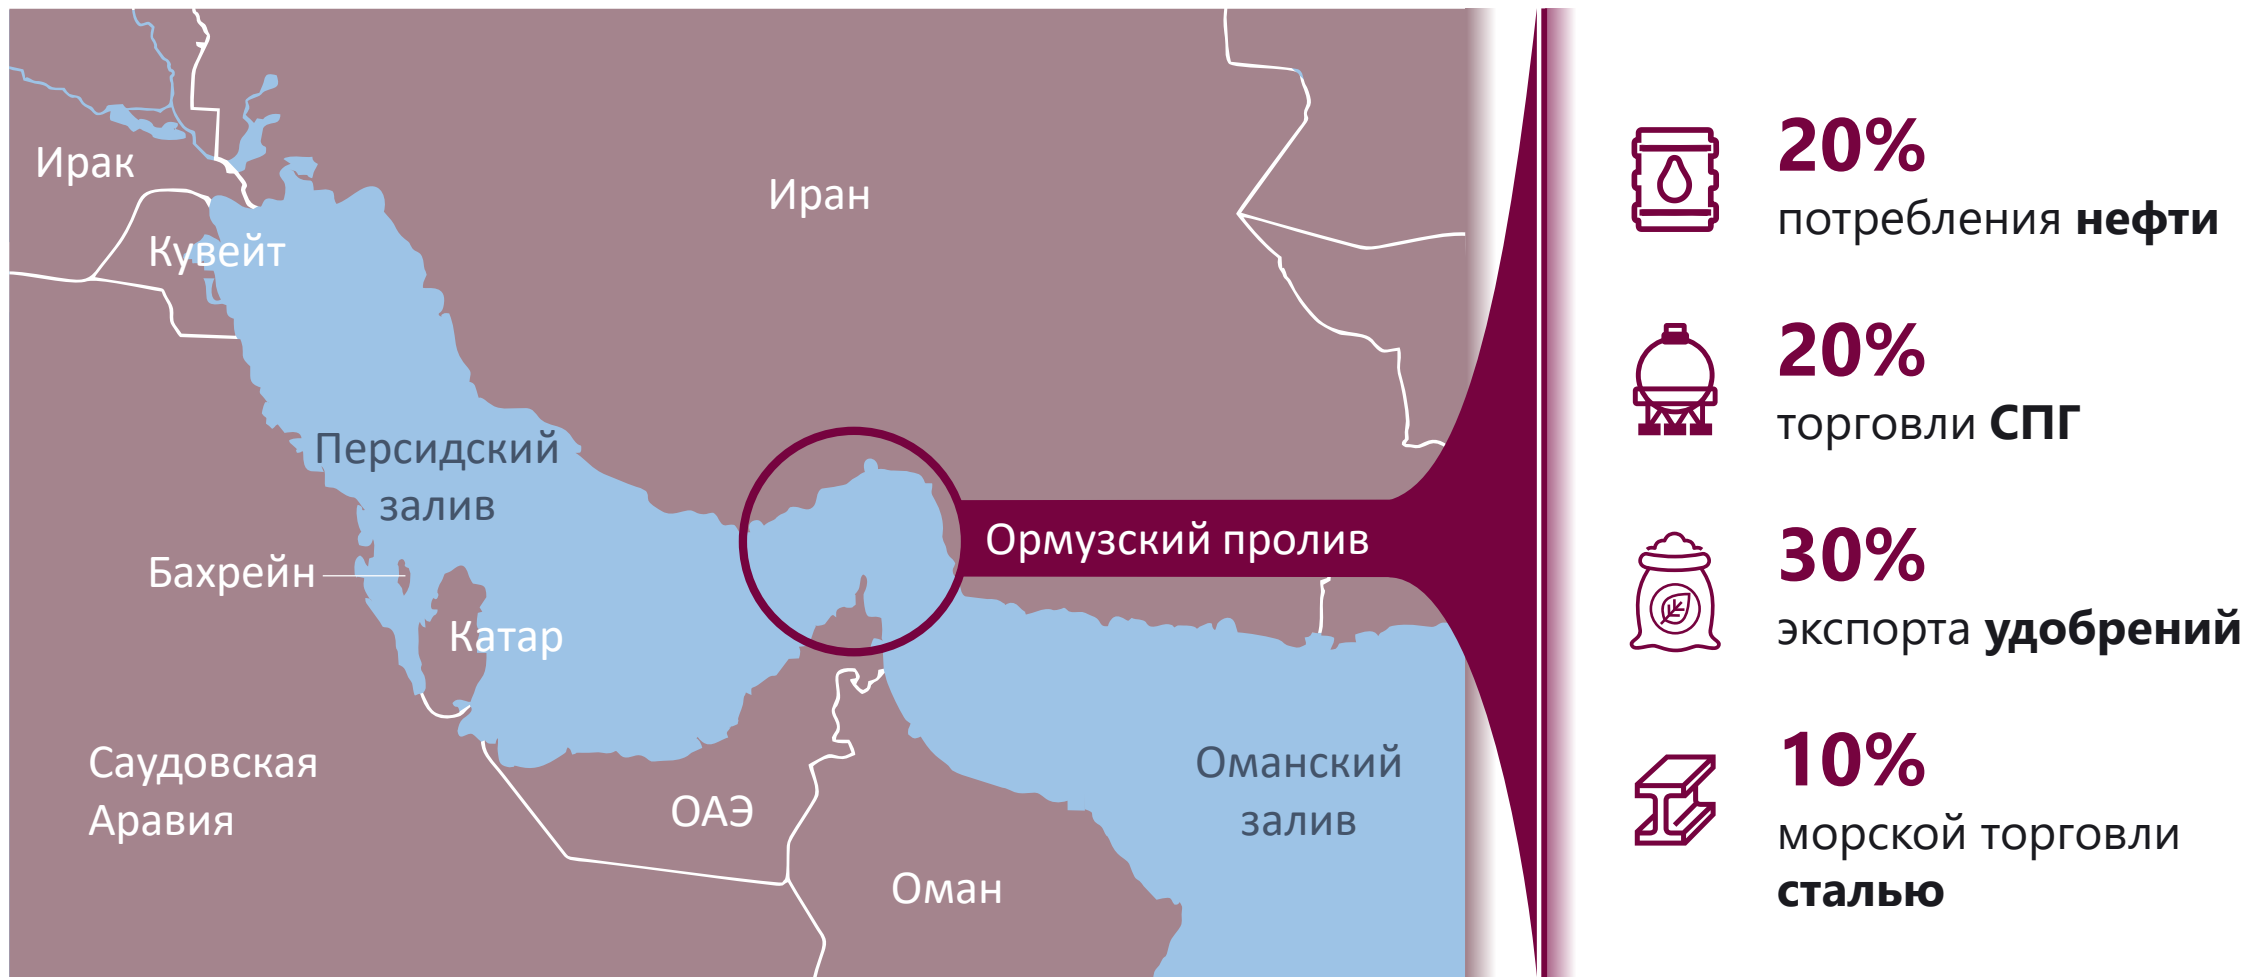 Ирак
Иран
Кувейт
Персидский
залив
Ормузский пролив
Бахрейн
Катар
Саудовская
Аравия
ОАЭ
Оманский
залив
Оман
20%
потребления нефти
20%
торговли СПГ
30%
экспорта удобрений
10%
морской торговли
сталью